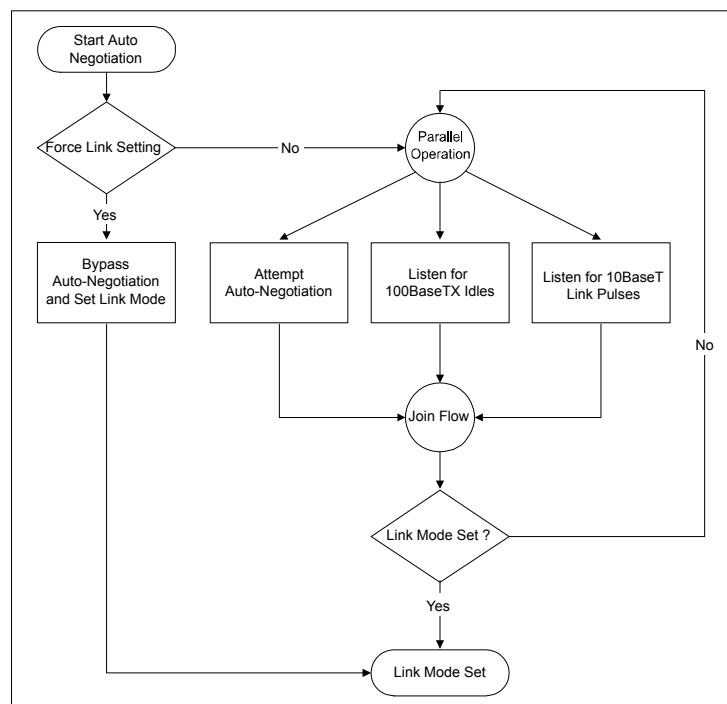 Start Auto
Negotiation
Force Link Setting
No
Parallel
Operation
Yes
Bypass
Auto-Negotiation
and Set Link Mode
Attempt
Auto-Negotiation
Listen for
100BaseTX Idles
Listen for 10BaseT
Link Pulses
No
Join Flow
Link Mode Set ?
Yes
Link Mode Set